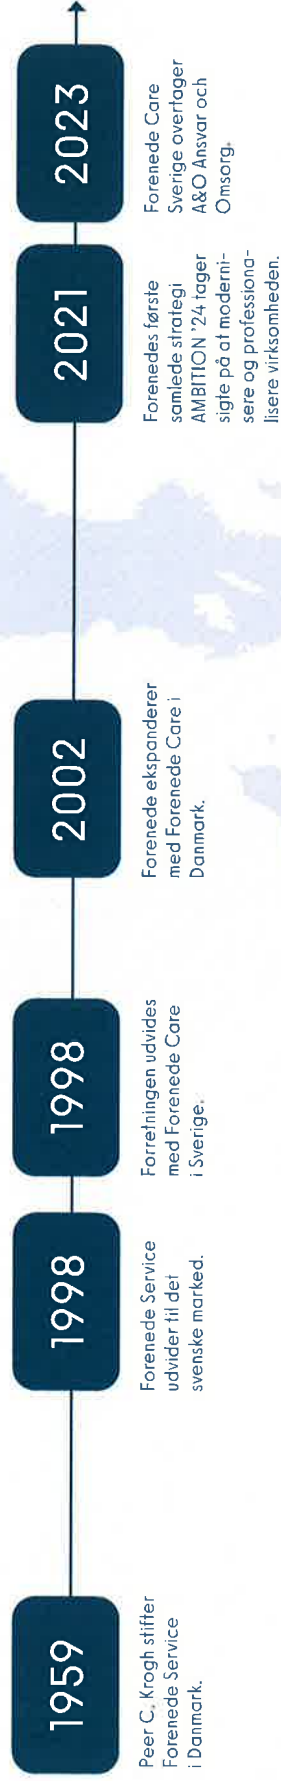 1959
Peer C. Krogh stifter
Forenede Service
i Danmark.
1998
Forenede Service
udvider til det
svenske marked.
1998
Forretningen udvides
med Forenede Care
i Sverige.
2002
Forenede ekspanderer
med Forenede Care i
Danmark.
2021
Forenedes første
samlede strategi
AMBITION '24 tager
sigte på at moderni-
sere og professiona-
lisere virksomheden.
2023
Forenede Care
Sverige overtager
A&O Ansvar och
Omsorg.